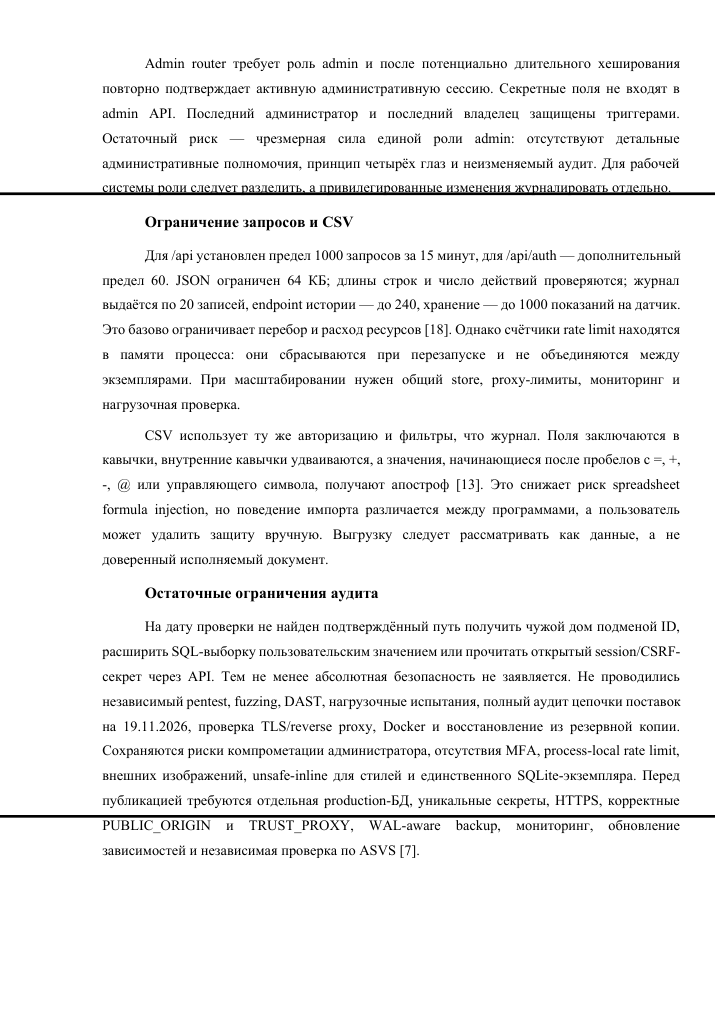 Admin router требует роль admin и после потенциально длительного хеширования
повторно подтверждает активную административную сессию. Секретные поля не входят в
admin API. Последний администратор и последний владелец защищены триггерами.
Остаточный риск — чрезмерная сила единой роли admin: отсутствуют детальные
административные полномочия, принцип четырёх глаз и неизменяемый аудит. Для рабочей
системы роли следует разделить, а привилегированные изменения журналировать отдельно.
Ограничение запросов и CSV
Для /api установлен предел 1000 запросов за 15 минут, для /api/auth — дополнительный
предел 60. JSON ограничен 64 КБ; длины строк и число действий проверяются; журнал
выдаётся по 20 записей, endpoint истории — до 240, хранение — до 1000 показаний на датчик.
Это базово ограничивает перебор и расход ресурсов [18]. Однако счётчики rate limit находятся
в памяти процесса: они сбрасываются при перезапуске и не объединяются между
экземплярами. При масштабировании нужен общий store, proxy-лимиты, мониторинг и
нагрузочная проверка.
CSV использует ту же авторизацию и фильтры, что журнал. Поля заключаются в
кавычки, внутренние кавычки удваиваются, а значения, начинающиеся после пробелов с =, +,
-, @ или управляющего символа, получают апостроф [13]. Это снижает риск spreadsheet
formula injection, но поведение импорта различается между программами, а пользователь
может удалить защиту вручную. Выгрузку следует рассматривать как данные, а не
доверенный исполняемый документ.
Остаточные ограничения аудита
На дату проверки не найден подтверждённый путь получить чужой дом подменой ID,
расширить SQL-выборку пользовательским значением или прочитать открытый session/CSRF-
секрет через API. Тем не менее абсолютная безопасность не заявляется. Не проводились
независимый pentest, fuzzing, DAST, нагрузочные испытания, полный аудит цепочки поставок
на 19.11.2026, проверка TLS/reverse proxy, Docker и восстановление из резервной копии.
Сохраняются риски компрометации администратора, отсутствия MFA, process-local rate limit,
внешних изображений, unsafe-inline для стилей и единственного SQLite-экземпляра. Перед
публикацией требуются отдельная production-БД, уникальные секреты, HTTPS, корректные
PUBLIC_ORIGIN и TRUST_PROXY, WAL-aware backup, мониторинг, обновление
зависимостей и независимая проверка по ASVS [7].